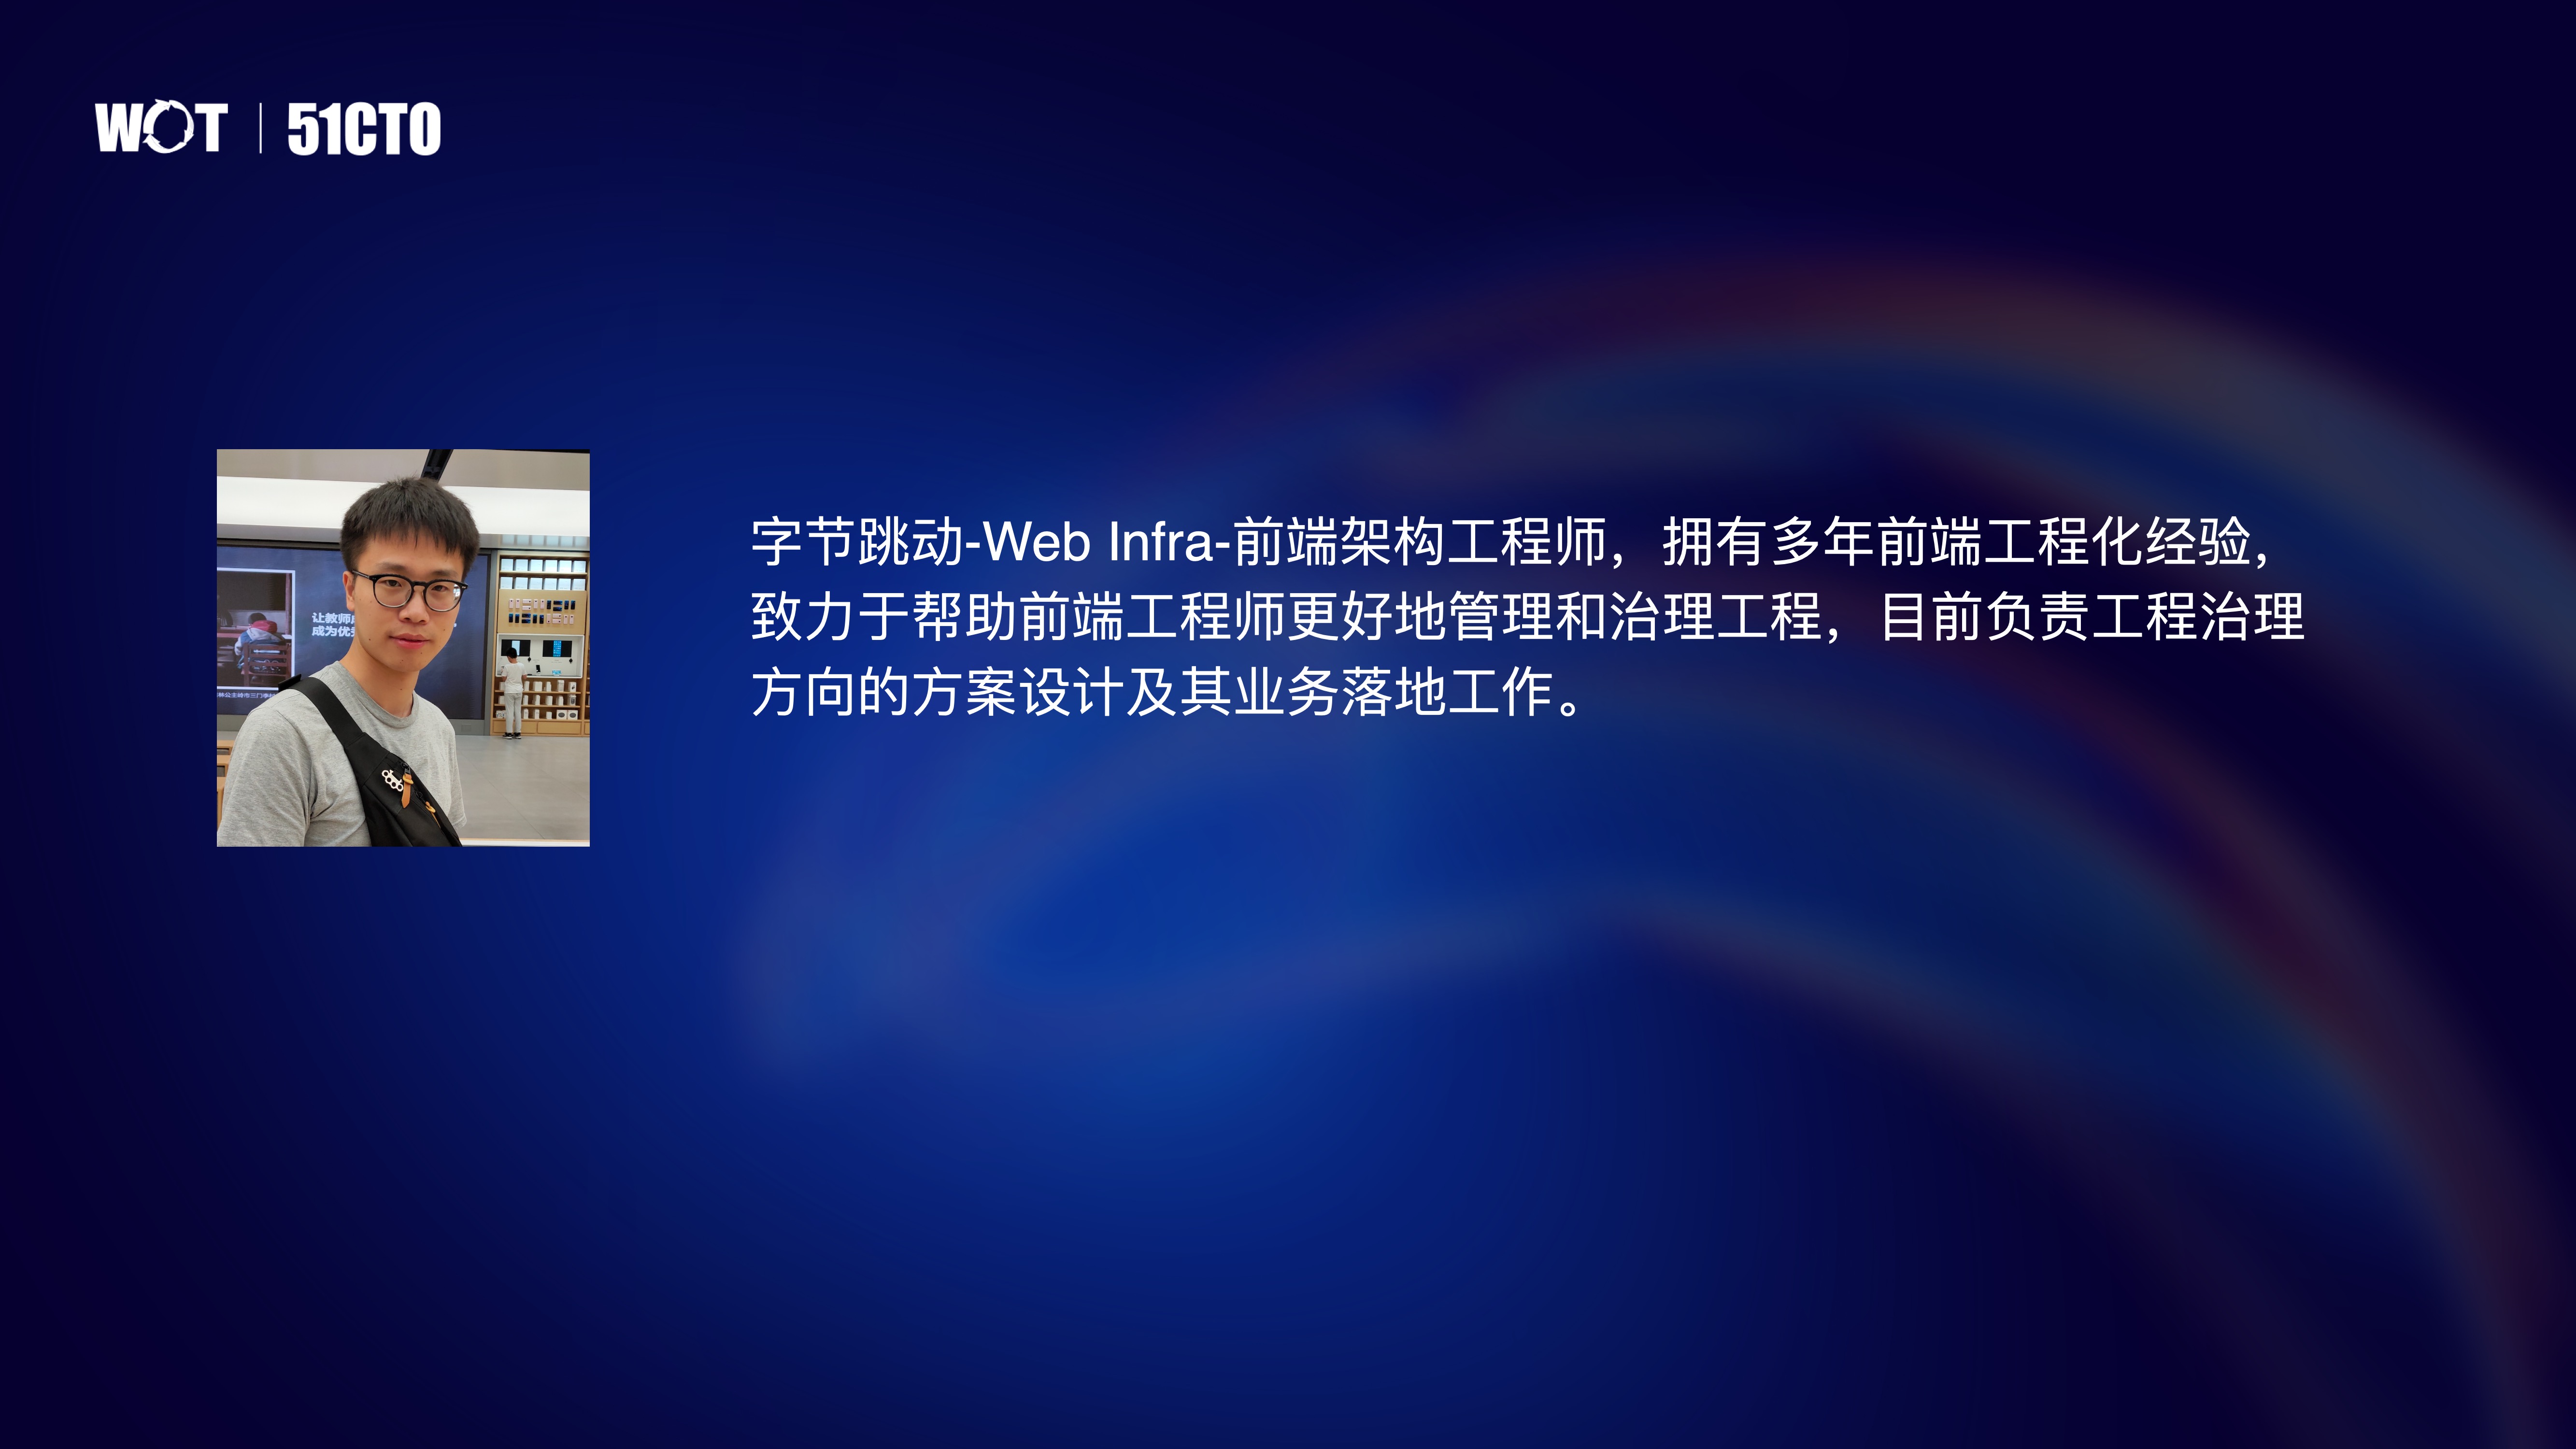 WOT | 51CTO
字节跳动-Web Infra-前端架构工程师，拥有多年前端工程化经验，
致力于帮助前端工程师更好地管理和治理工程，目前负责工程治理
方向的方案设计及其业务落地工作。
让教师
成为优